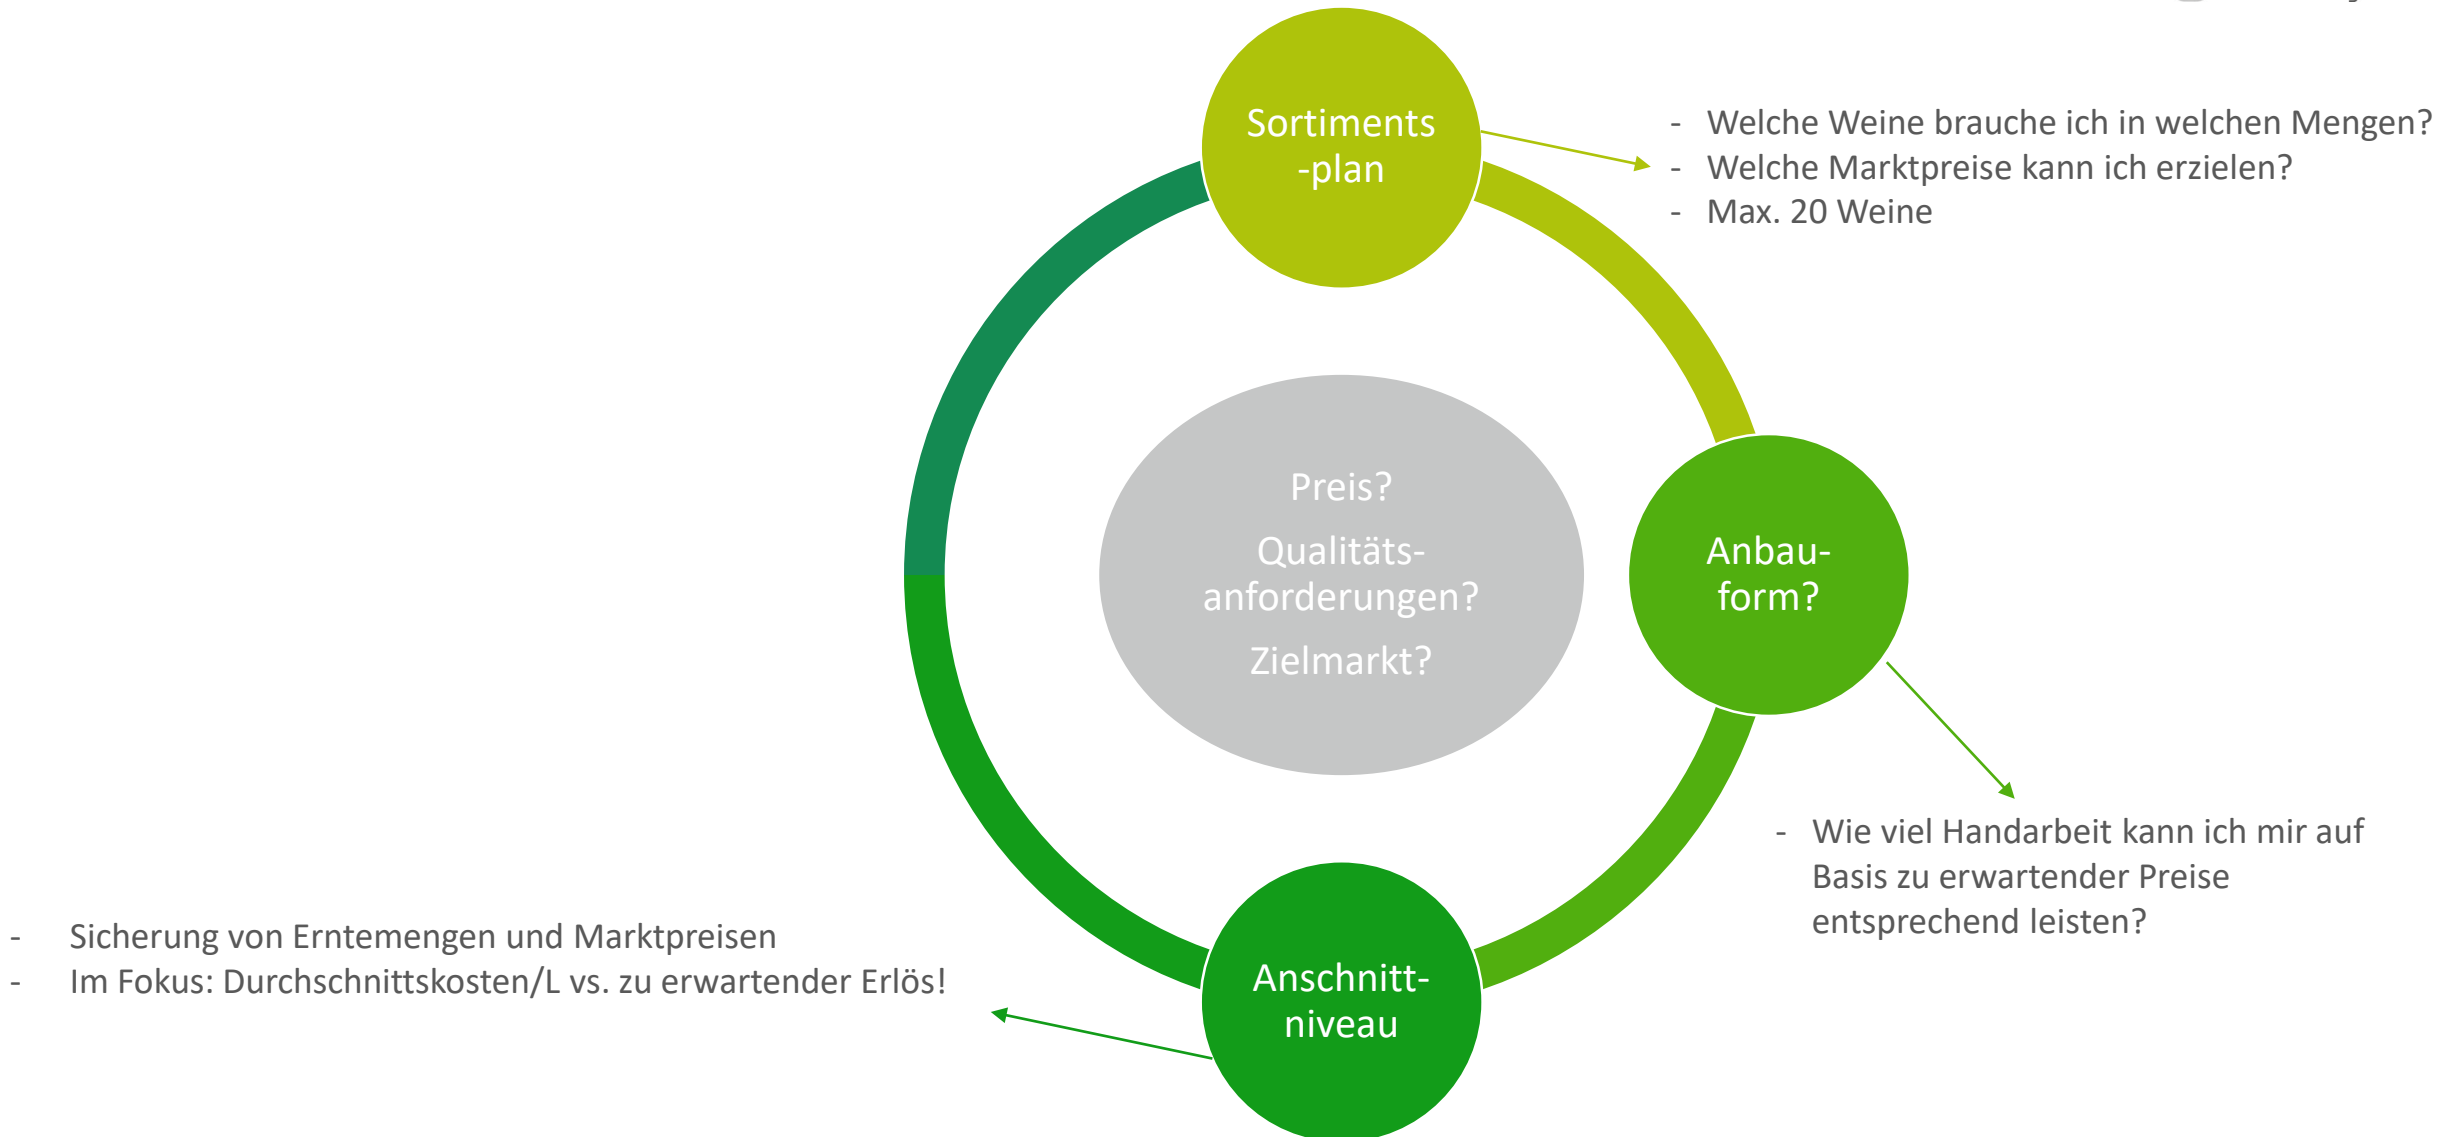 Sortiments
-plan
- Welche Weine brauche ich in welchen Mengen?
- Welche Marktpreise kann ich erzielen?
- Max. 20 Weine
Preis?
Qualitäts-
anforderungen?
Zielmarkt?
Anbau-
form?
- Wie viel Handarbeit kann ich mir auf
Basis zu erwartender Preise
entsprechend leisten?
- Sicherung von Erntemengen und Marktpreisen
- Im Fokus: Durchschnittskosten/L vs. zu erwartender Erlös!
Anschnitt-
niveau